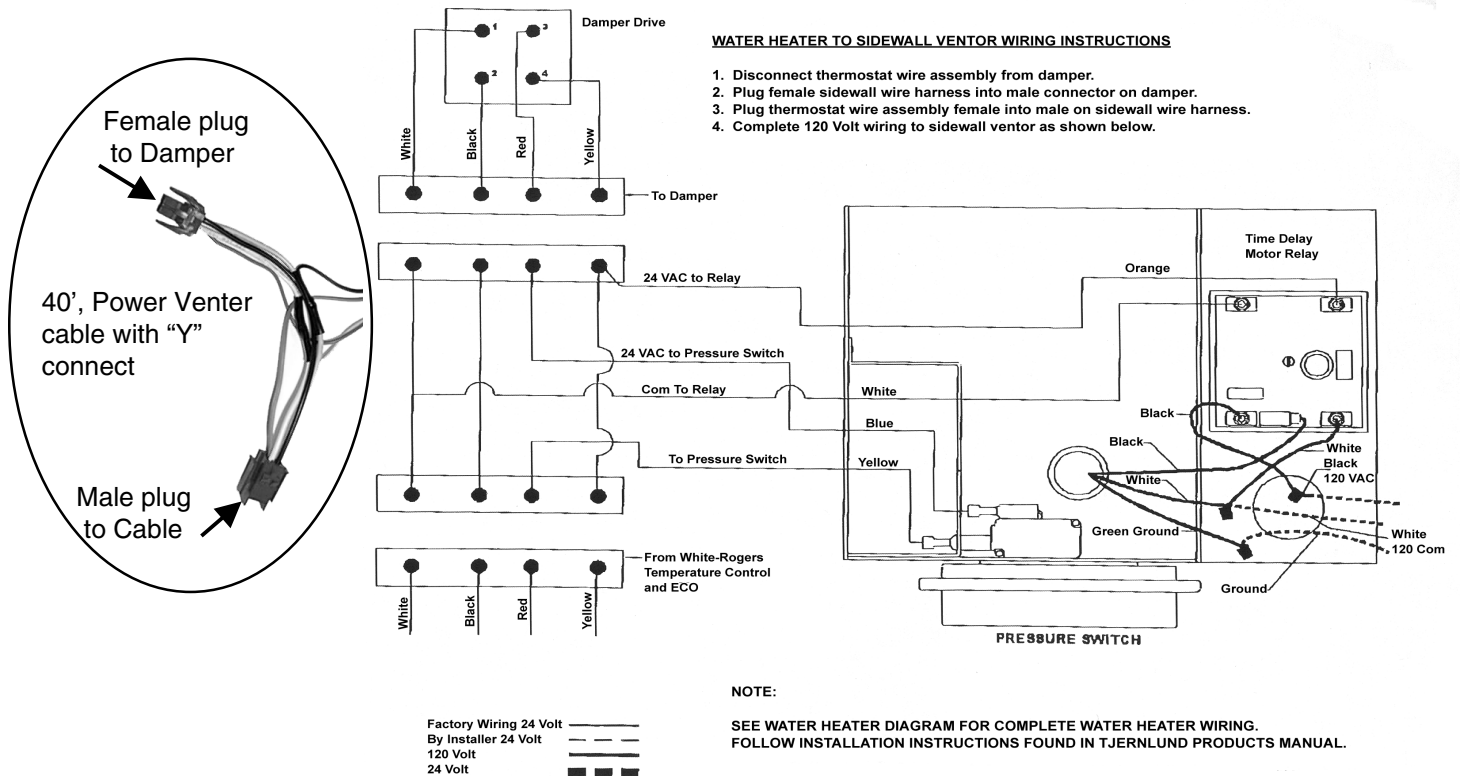 Female plug
to Damper
40’, Power Venter
cable with “Y”
connect
Male plug
to Cable
Damper Drive
1
3
2
4
White
Black
Red
Yellow
To Damper
WATER HEATER TO SIDEWALL VENTOR WIRING INSTRUCTIONS
1. Disconnect thermostat wire assembly from damper.
2. Plug female sidewall wire harness into male connector on damper.
3. Plug thermostat wire assembly female into male on sidewall wire harness.
4. Complete 120 Volt wiring to sidewall ventor as shown below.
24 VAC to Relay
Orange
Time Delay
Motor Relay
24 VAC to Pressure Switch
Com To Relay
White
Blue
To Pressure Switch
Yellow
Black
Black
White
White
Black
120 VAC
Green Ground
White
120 Com
Ground
From White-Rogers
Temperature Control
and ECO
White
Black
Red
Yellow
PRESSURE SWITCH
NOTE:
SEE WATER HEATER DIAGRAM FOR COMPLETE WATER HEATER WIRING.
FOLLOW INSTALLATION INSTRUCTIONS FOUND IN TJERNLUND PRODUCTS MANUAL.
Factory Wiring 24 Volt
By Installer 24 Volt
120 Volt
24 Volt